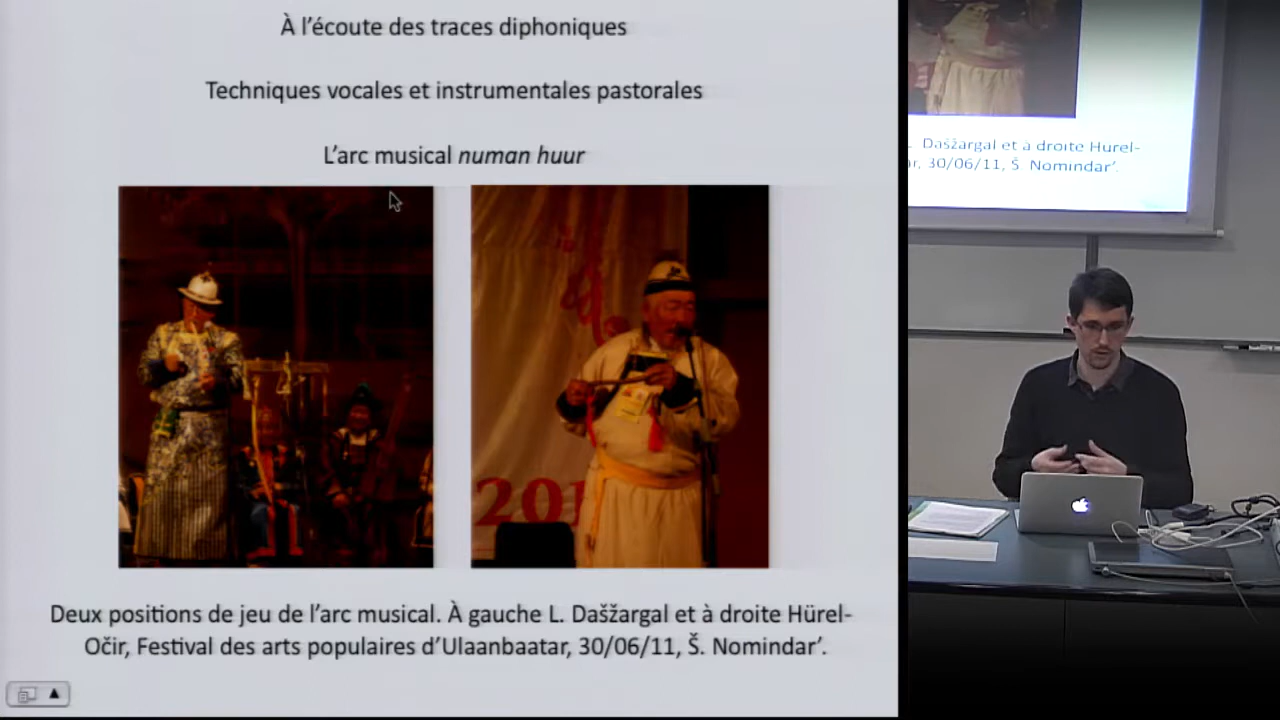 À l’écoute des traces diphoniques
Techniques vocales et instrumentales pastorales
L’arc musical numan huur
201
Deux positions de jeu de l’arc musical. À gauche L. Dašžargal et à droite Hürel-
Očir, Festival des arts populaires d’Ulaanbaatar, 30/06/11, Š. Nomindar’.
Dašžargal et à droite Hürel-
ar, 30/06/11, Š. Nomindar’.